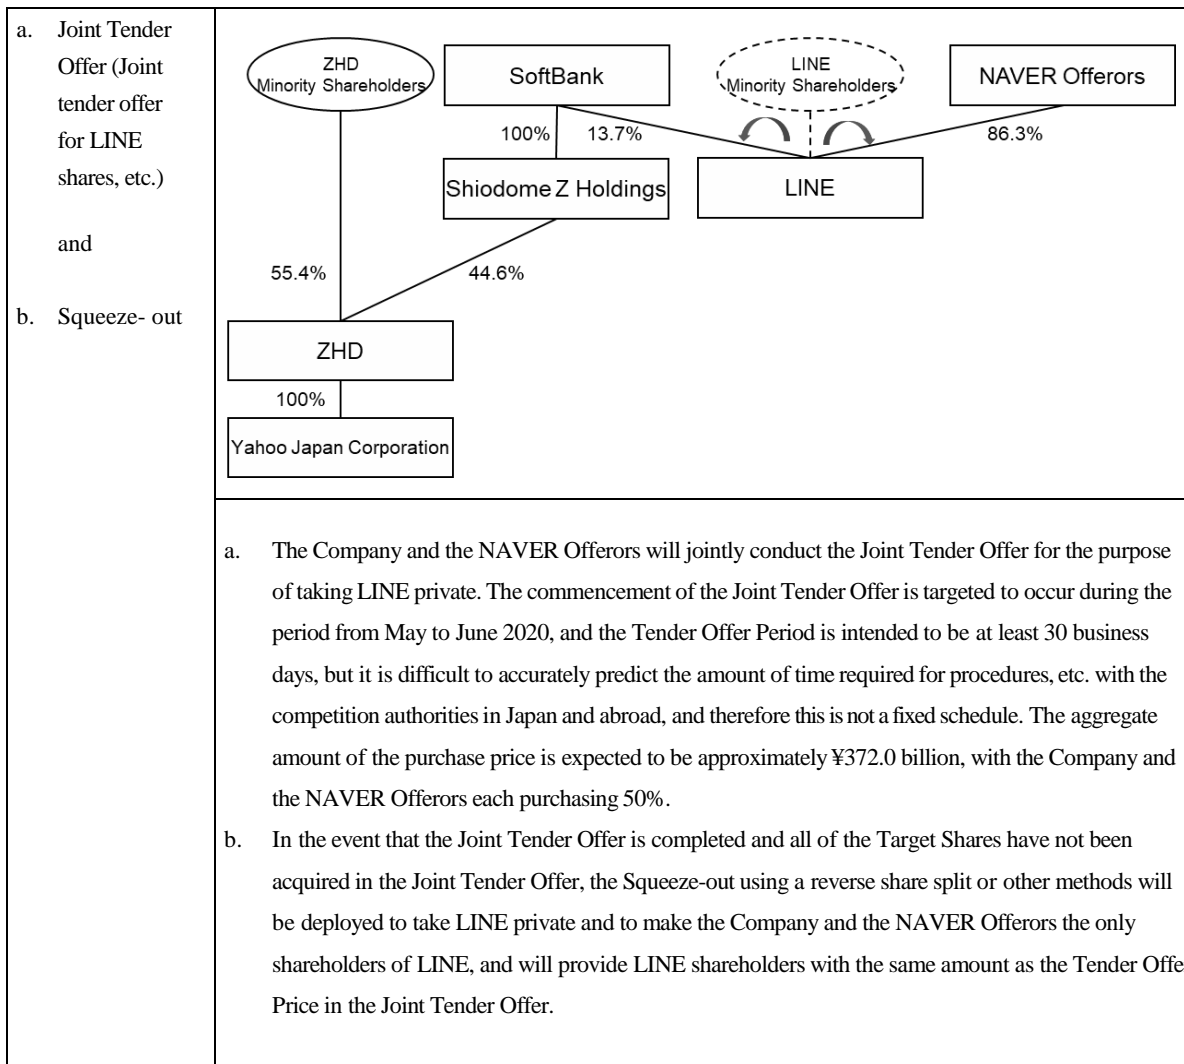 a. Joint Tender
Offer (Joint
tender offer
for LINE
shares, etc.)
and
b. Squeeze- out
ZHD
Minority Shareholders
SoftBank
LINE
Minority Shareholders
NAVER Offerors
100%
13.7%
86.3%
Shiodome Z Holdings
LINE
55.4%
44.6%
ZHD
100%
Yahoo Japan Corporation
a. The Company and the NAVER Offerors will jointly conduct the Joint Tender Offer for the purpose
of taking LINE private. The commencement of the Joint Tender Offer is targeted to occur during the
period from May to June 2020, and the Tender Offer Period is intended to be at least 30 business
days, but it is difficult to accurately predict the amount of time required for procedures, etc. with the
competition authorities in Japan and abroad, and therefore this is not a fixed schedule. The aggregate
amount of the purchase price is expected to be approximately ¥372.0 billion, with the Company and
the NAVER Offerors each purchasing 50%.
b. In the event that the Joint Tender Offer is completed and all of the Target Shares have not been
acquired in the Joint Tender Offer, the Squeeze-out using a reverse share split or other methods will
be deployed to take LINE private and to make the Company and the NAVER Offerors the only
shareholders of LINE, and will provide LINE shareholders with the same amount as the Tender Offe
Price in the Joint Tender Offer.